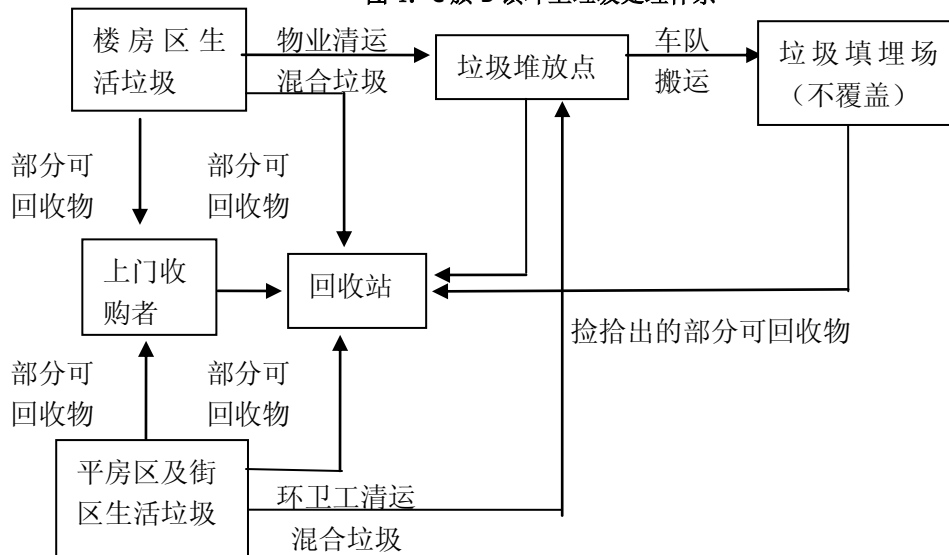 楼房区生
活垃圾
物业清运
混合垃圾
垃圾堆放点
车队
搬运
垃圾填埋场
（不覆盖）
部分可
回收物
部分可
回收物
上门收
购者
回收站
捡拾出的部分可回收物
部分可
回收物
部分可
回收物
平房区及街
区生活垃圾
环卫工清运
混合垃圾